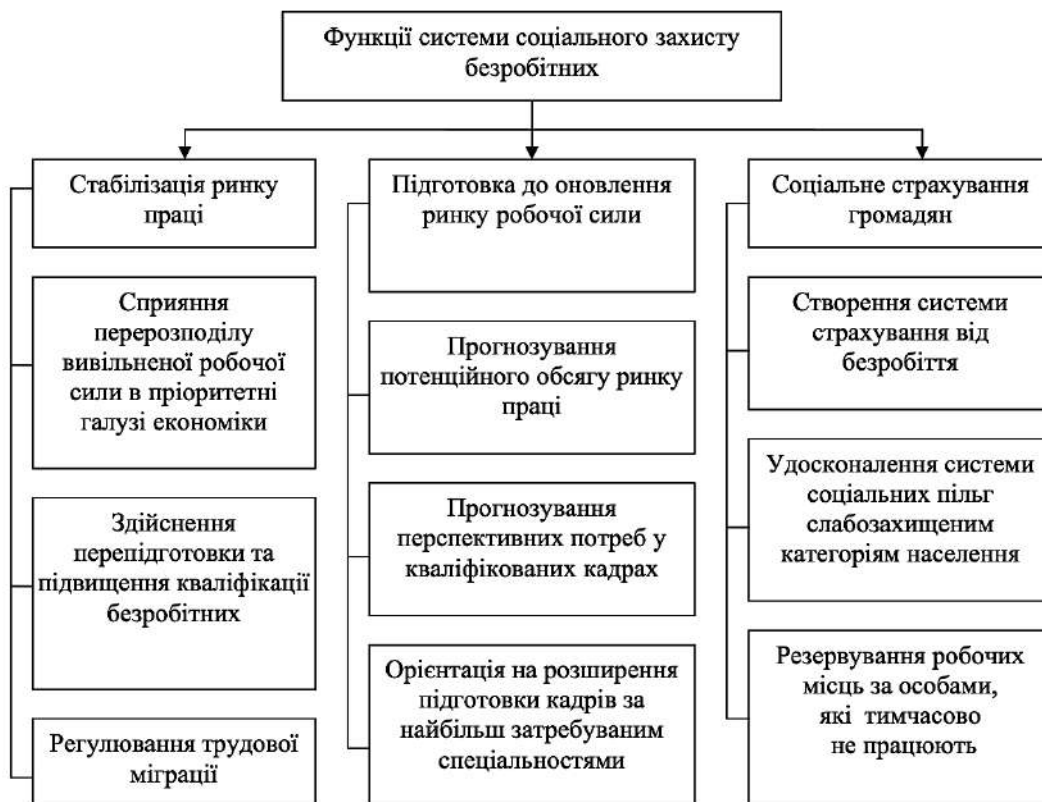 Функції системи соціального захисту
безробітних
Стабілізація ринку
праці
Сприяння
перерозподілу
вивільненої робочої
сили в пріоритетні
галузі економіки
Здійснення
перепідготовки та
підвищення кваліфікації
безробітних
Регулювання трудової
міграції
Підготовка до оновлення
ринку робочої сили
Прогнозування
потенційного обсягу ринку
праці
Прогнозування
перспективних потреб у
кваліфікованих кадрах
Орієнтація на розширення
підготовки кадрів за
найбільш затребуваним
спеціальностями
Соціальне страхування
громадян
Створення системи
страхування від
безробіття
Удосконалення системи
соціальних пільг
слабозахищеним
категоріям населення
Резервування робочих
місць за особами,
які тимчасово
не працюють